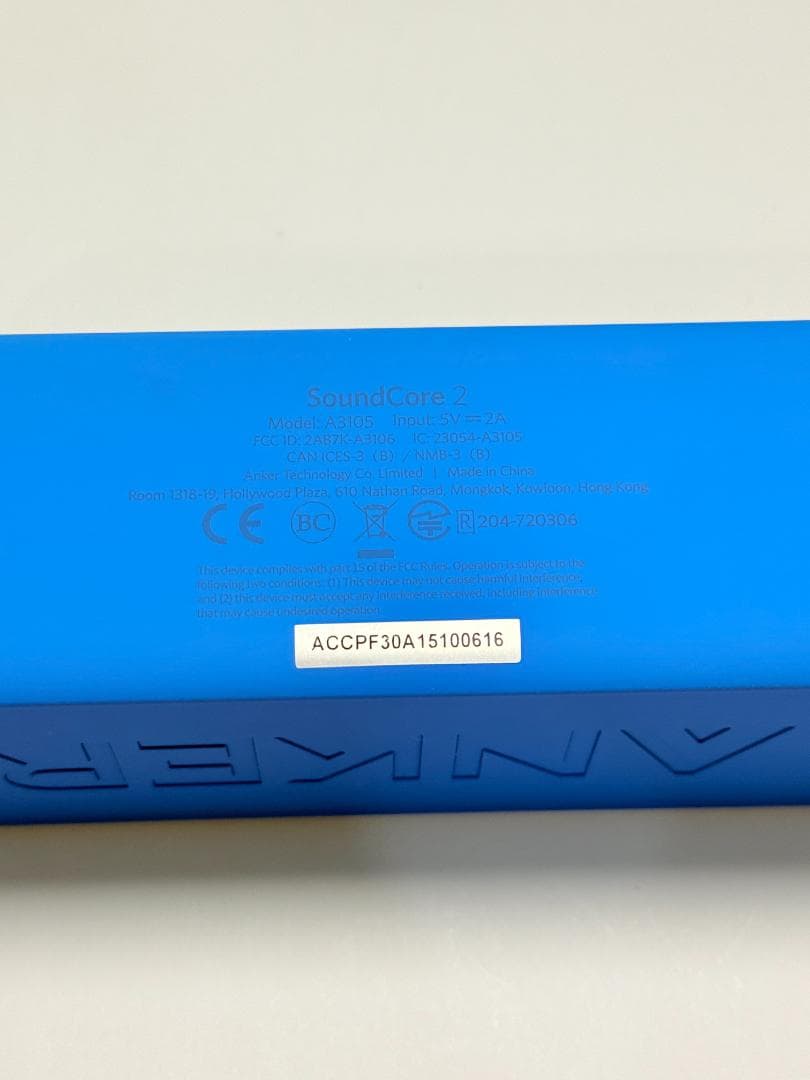 SoundCore 2
Model: A3105 Input: 5V ⎓ 2A
FCC ID: 2AB7K-A3106 IC: 23054-A3105
CAN ICES-3 (B) / NMB-3 (B)
Anker Technology Co. Limited | Made in China
Room 1318-19, Hollywood Plaza, 610 Nathan Road, Mongkok, Kowloon, Hong Kong
CE BC R 204-720306
This device complies with part 15 of the FCC Rules. Operation is subject to the
following two conditions: (1) This device may not cause harmful interference,
and (2) this device must accept any interference received, including interference
that may cause undesired operation.
ACCPF30A15100616
ANKER